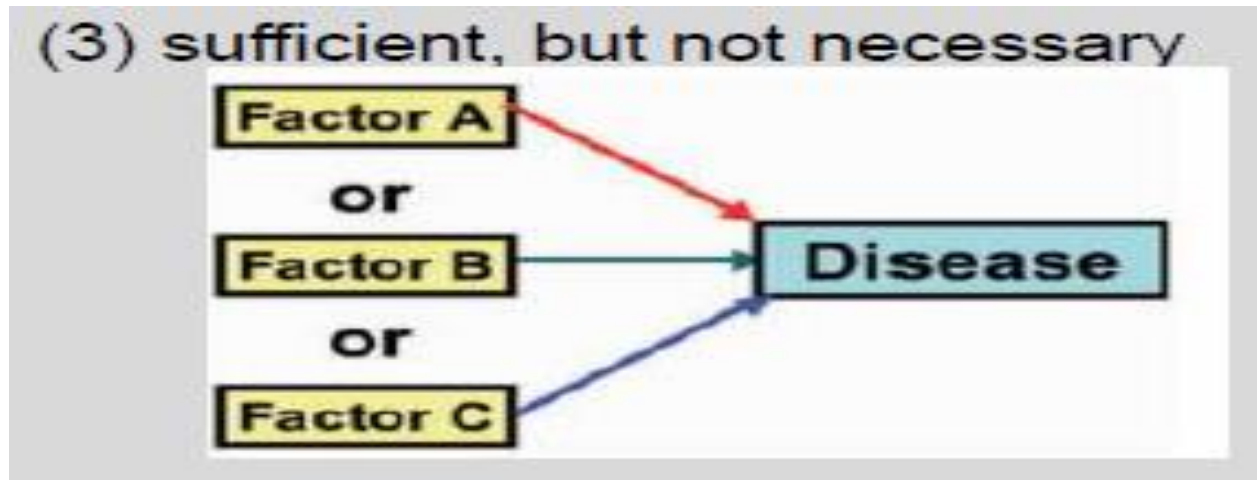 (3) sufficient, but not necessary
Factor A
or
Factor B
Disease
or
Factor C